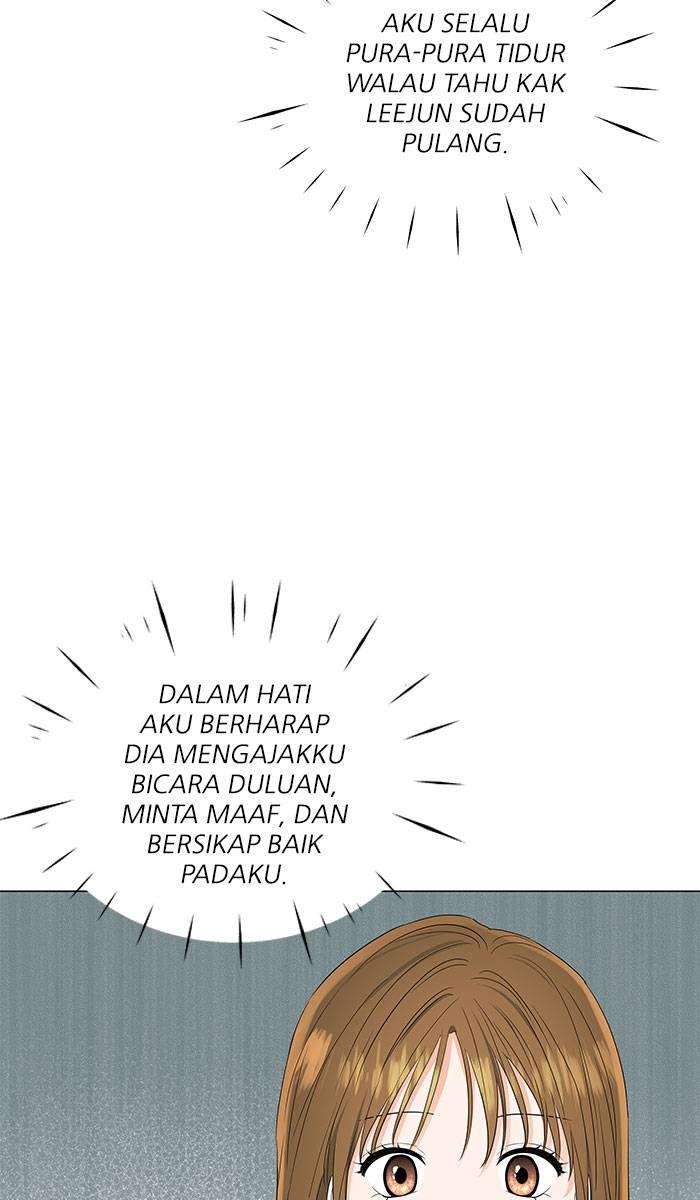 AKU SELALU
PURA-PURA TIDUR
WALAU TAHU KAK
LEEJUN SUDAH
PULANG.
DALAM HATI
AKU BERHARAP
DIA MENGAJAKKU
BICARA DULUAN,
MINTA MAAF, DAN
BERSIKAP BAIK
PADAKU.